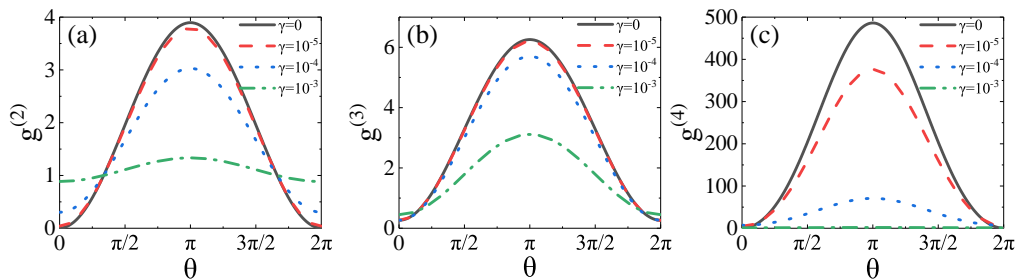 (a)
g(2)
4
3
2
1
0
γ=0
γ=10-5
γ=10-4
γ=10-3
0 π/2 π 3π/2 2π
θ
(b)
g(3)
6
4
2
0
γ=0
γ=10-5
γ=10-4
γ=10-3
0 π/2 π 3π/2 2π
θ
(c)
g(4)
500
400
300
200
100
0
γ=0
γ=10-5
γ=10-4
γ=10-3
0 π/2 π 3π/2 2π
θ